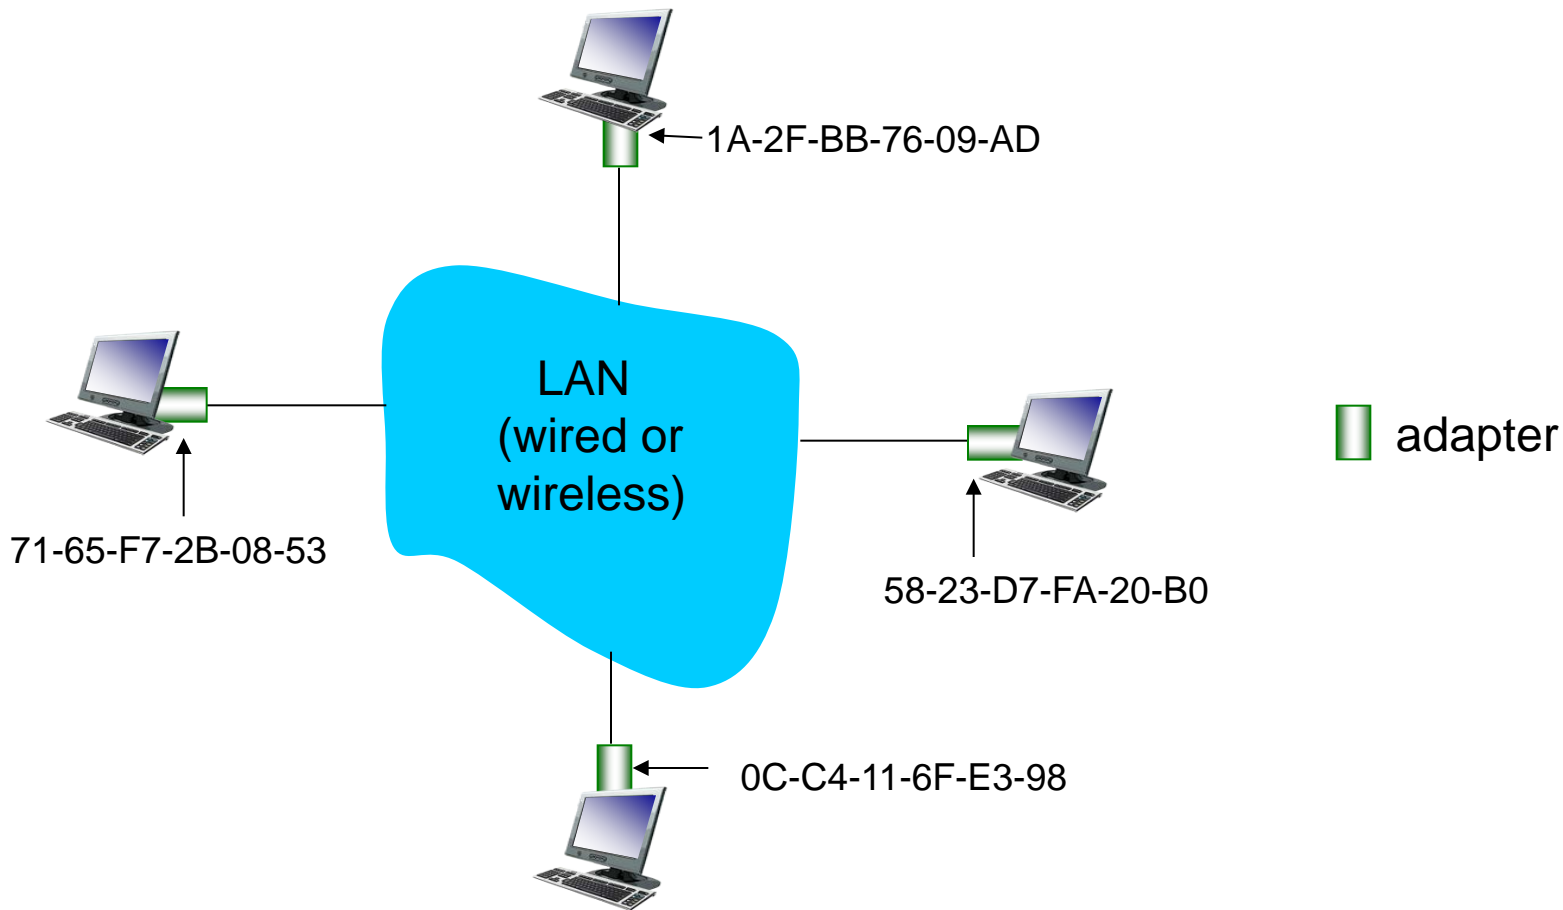 1A-2F-BB-76-09-AD
LAN
(wired or
wireless)
adapter
71-65-F7-2B-08-53
58-23-D7-FA-20-B0
0C-C4-11-6F-E3-98